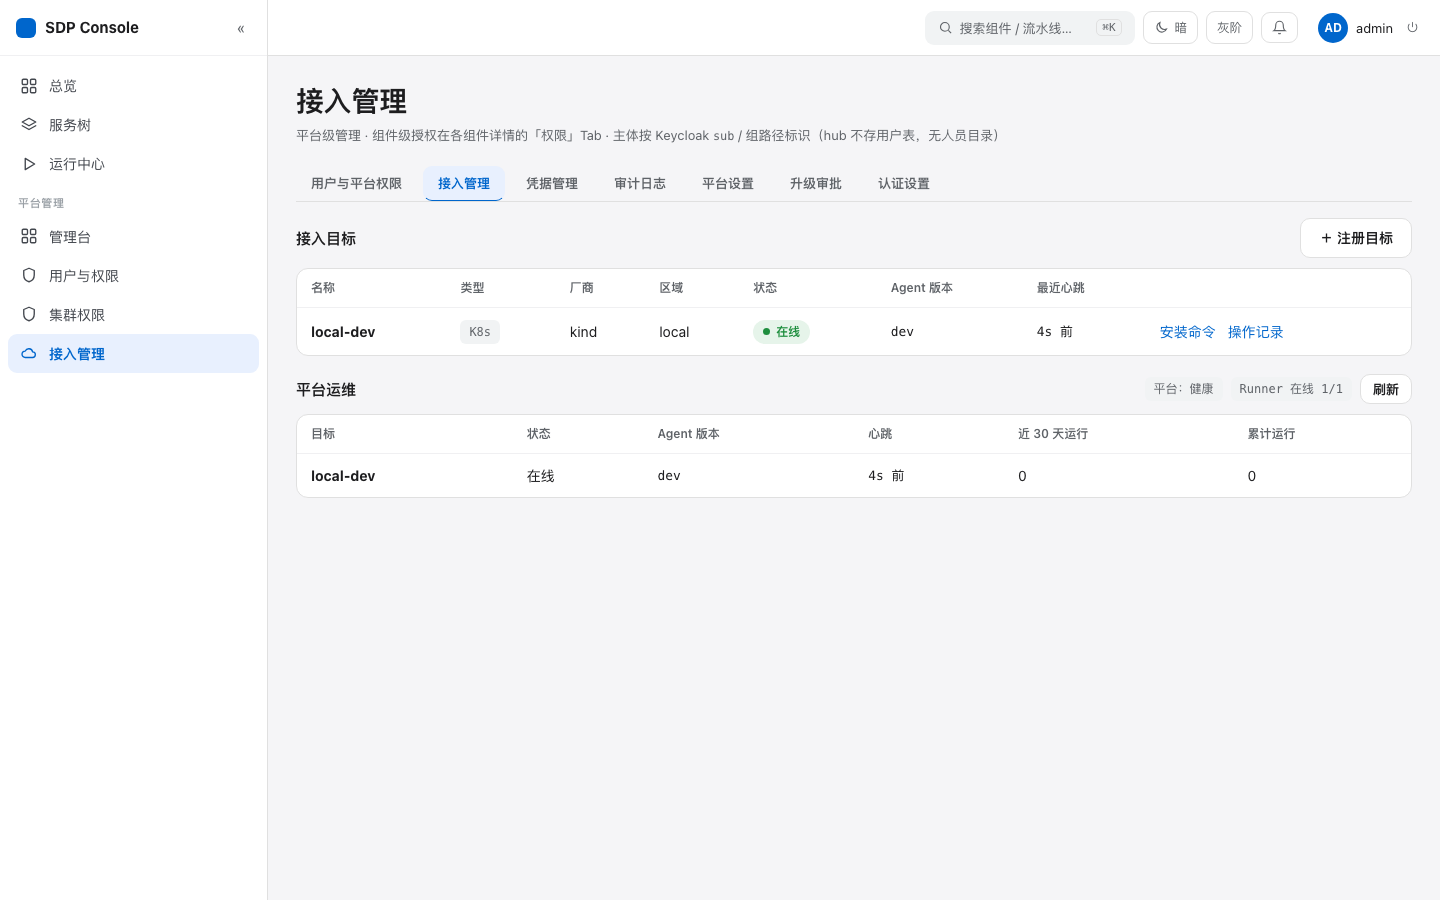 SDP Console «
搜索组件 / 流水线... ⌘K 暗 灰阶 AD admin
总览
服务树
运行中心
平台管理
管理台
用户与权限
集群权限
接入管理
接入管理
平台级管理 · 组件级授权在各组件详情的「权限」Tab · 主体按 Keycloak sub / 组路径标识（hub 不存用户表，无人员目录）
用户与平台权限 接入管理 凭据管理 审计日志 平台设置 升级审批 认证设置
接入目标 + 注册目标
名称 类型 厂商 区域 状态 Agent 版本 最近心跳
local-dev K8s kind local 在线 dev 4s 前 安装命令 操作记录
平台运维 平台: 健康 Runner 在线 1/1 刷新
目标 状态 Agent 版本 心跳 近 30 天运行 累计运行
local-dev 在线 dev 4s 前 0 0